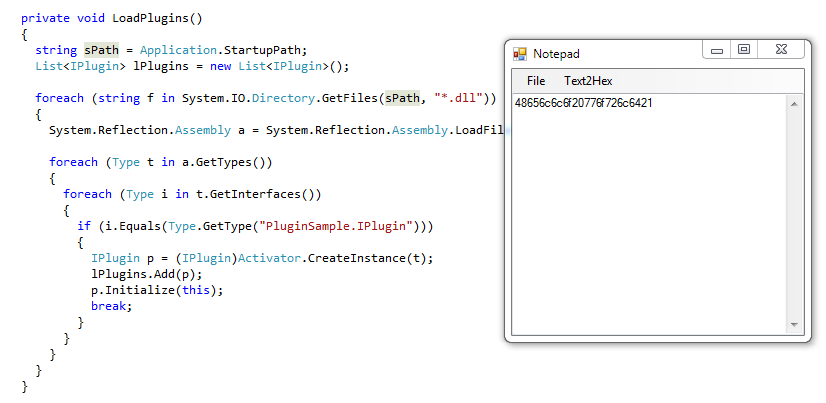 private void LoadPlugins()
{
string sPath = Application.StartupPath;
List<IPlugin> lPlugins = new List<IPlugin>();
foreach (string f in System.IO.Directory.GetFiles(sPath, "*.dll"))
{
System.Reflection.Assembly a = System.Reflection.Assembly.LoadFil
foreach (Type t in a.GetTypes())
{
foreach (Type i in t.GetInterfaces())
{
if (i.Equals(Type.GetType("PluginSample.IPlugin")))
{
IPlugin p = (IPlugin)Activator.CreateInstance(t);
lPlugins.Add(p);
p.Initialize(this);
break;
}
}
}
}
}
Notepad
File Text2Hex
48656c6c6f20776f726c6421